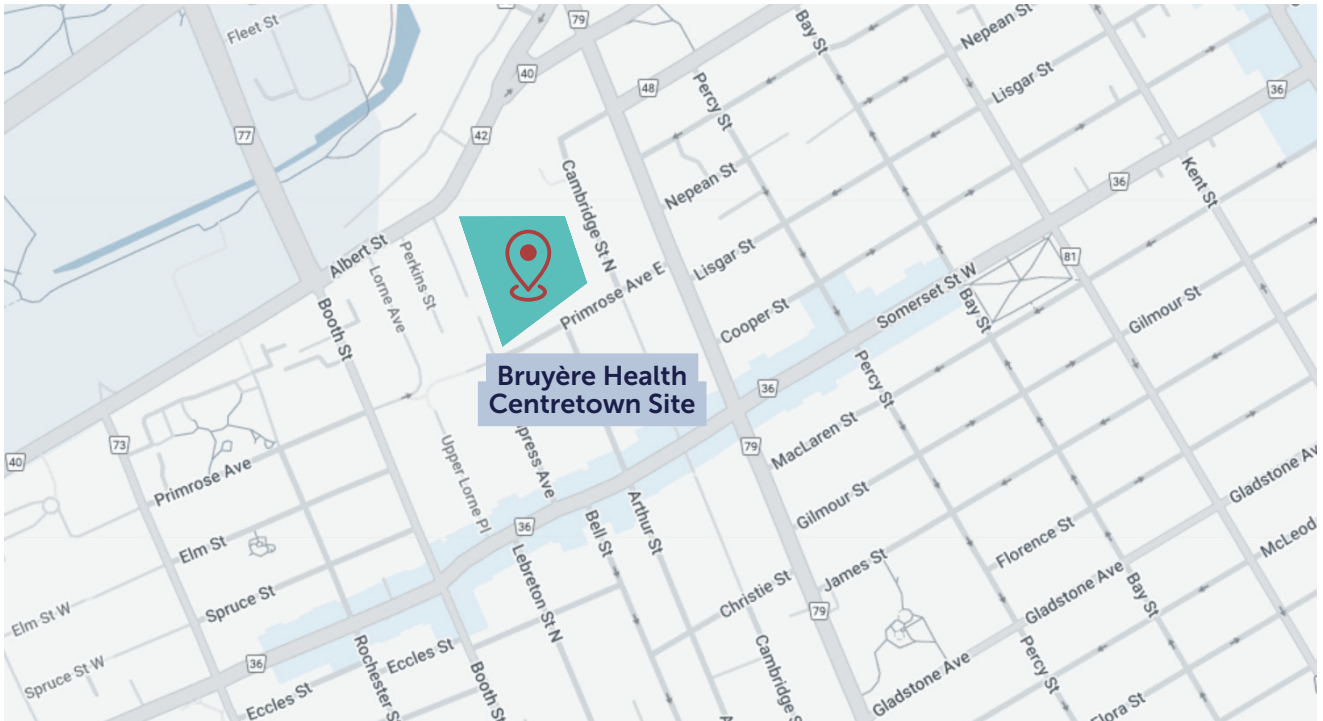 Fleet St
79
Bay St
Nepean St
40
Lisgar St
48
Percy St
36
77
42
Cambridge St N
Nepean St
36
Kent St
Albert St
Perkins St
Lorne Ave
Lisgar St
81
Primrose Ave E
Somerset St W
Bay St
Gilmour St
Booth St
Cooper St
Bruyère Health
Centretown Site
36
Percy St
73
40
Primrose Ave
Upper Lorne Pl
press Ave
79
MacLaren St
Gladstone Av
Arthur St
Gilmour St
36
Bell St
Florence St
McLeod
Elm St
Lebreton St N
James St
Elm St W
Spruce St
Christie St
79
Gladstone Ave
Bay St
Spruce St W
36
Rochester S
Eccles St
Booth St
Cambridge S
Percy St
Eccles St
Gladstone Ave
Flora St